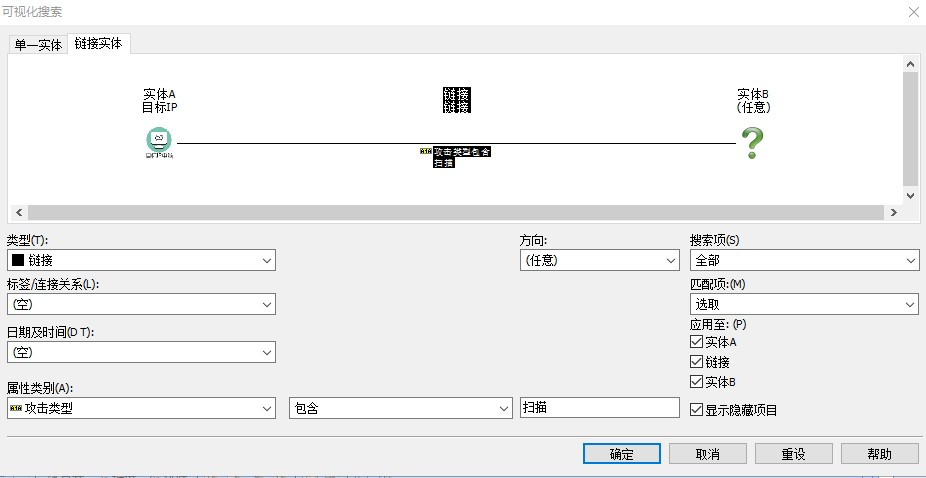 可视化搜索
单一实体
链接实体
实体A
目标IP
链接
链接
实体B
(任意)
攻击类型包含
扫描
类型(T):
方向:
搜索项(S)
链接
(任意)
全部
标签/连接关系(L):
匹配项:(M)
(空)
选取
日期及时间(D T):
应用至: (P)
(空)
实体A
链接
实体B
属性类别(A):
攻击类型
包含
扫描
显示隐藏项目
确定
取消
重设
帮助